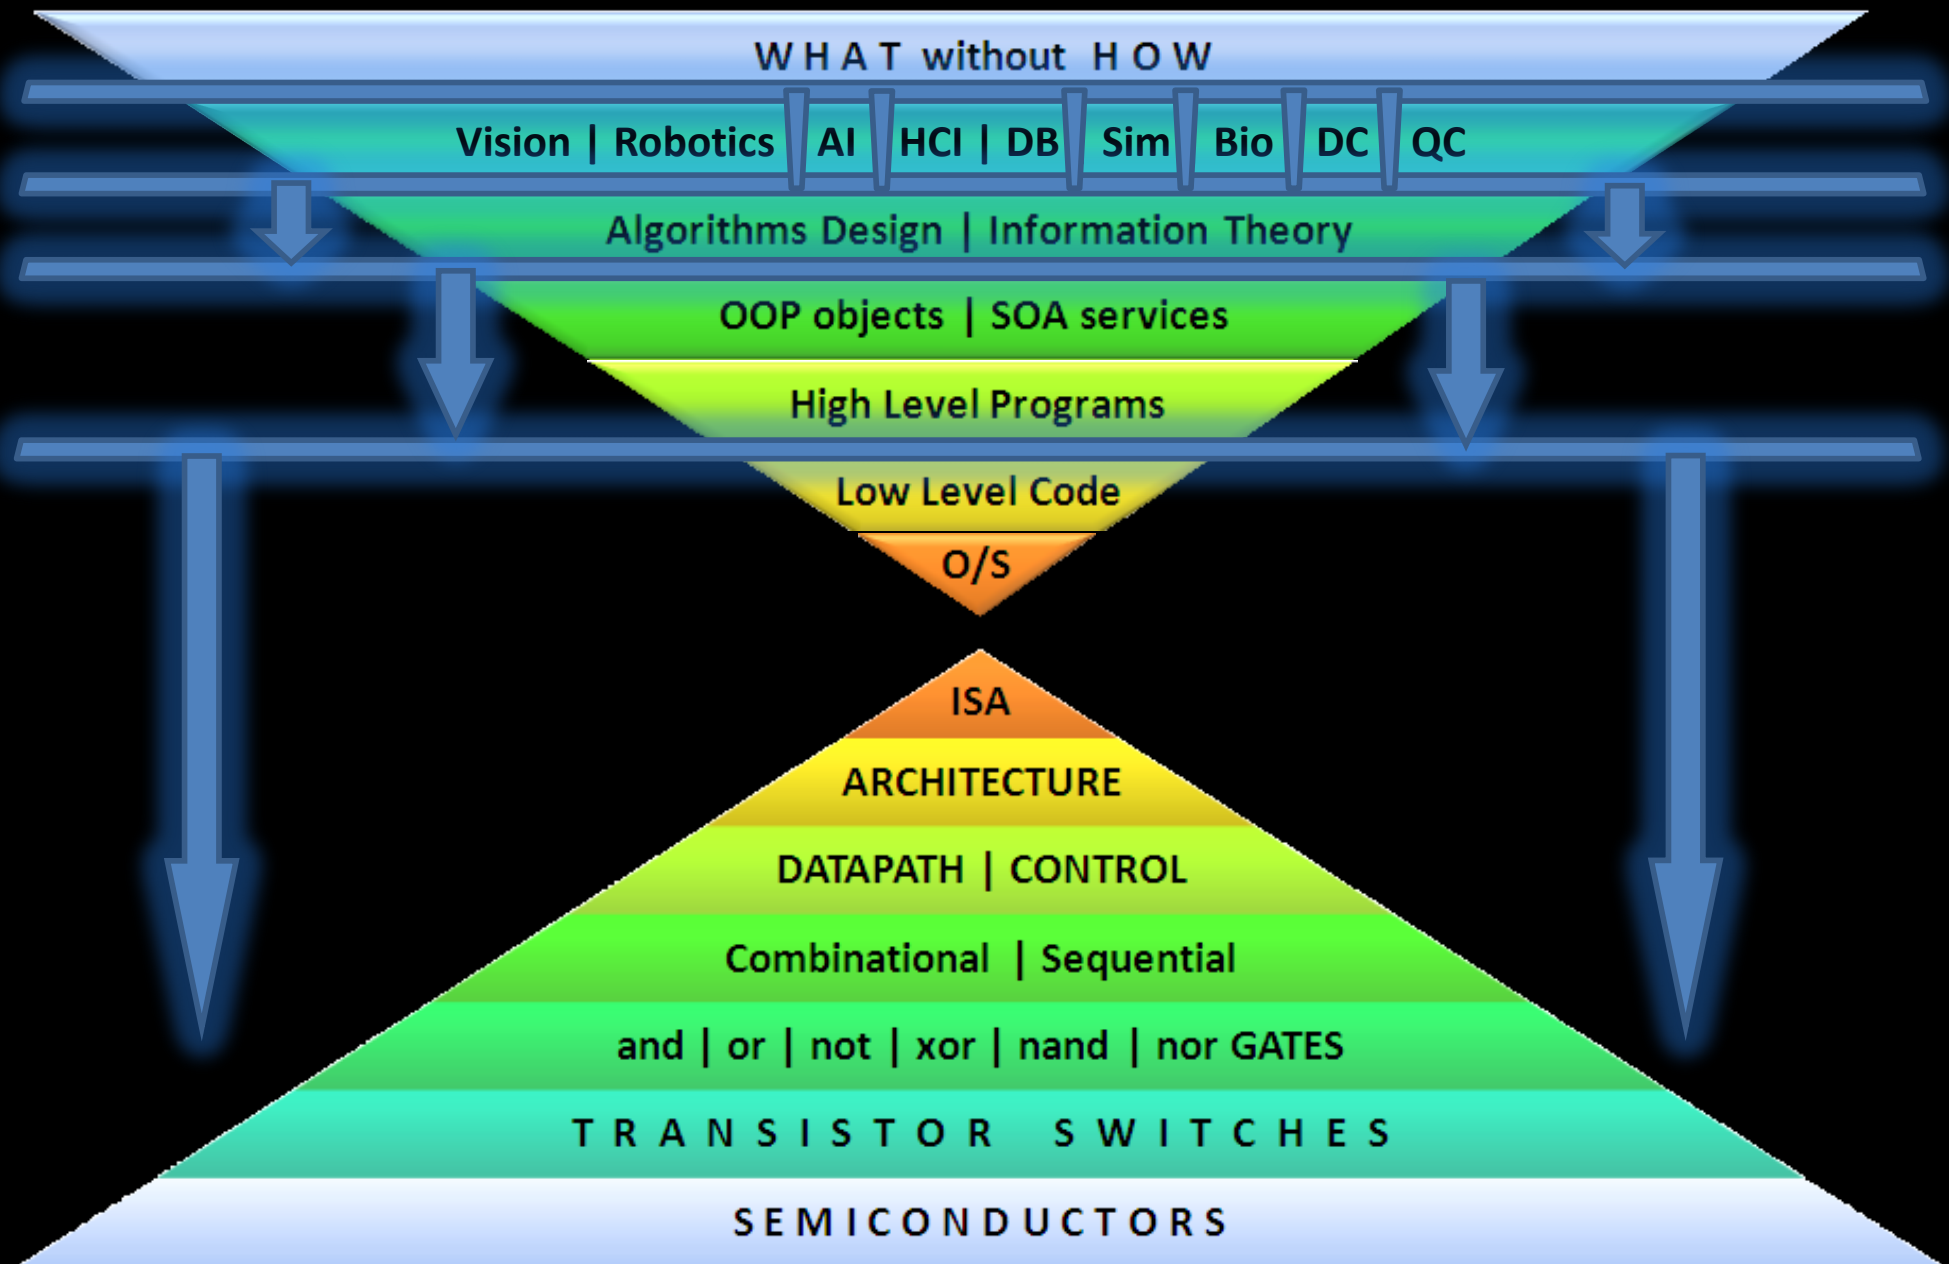 WHAT without HOW
Vision | Robotics AI HCI | DB Sim Bio DC QC
Algorithms Design | Information Theory
OOP objects | SOA services
High Level Programs
Low Level Code
O/S
ISA
ARCHITECTURE
DATAPATH | CONTROL
Combinational | Sequential
and | or | not | xor | nand | nor GATES
TRANSISTOR SWITCHES
SEMICONDUCTORS